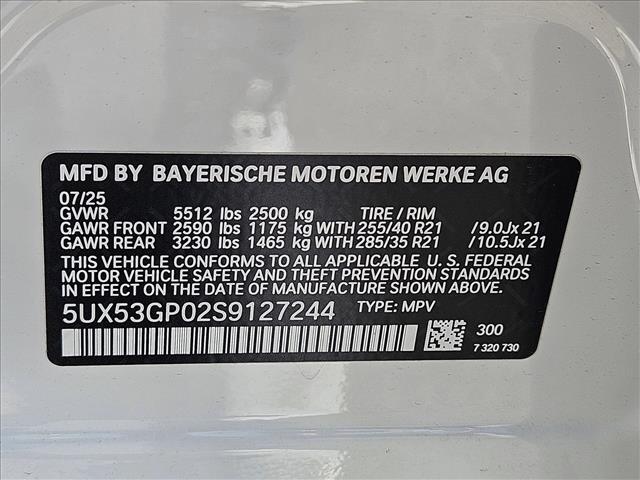 MFD BY BAYERISCHE MOTOREN WERKE AG
07/25
GVWR 5512 lbs 2500 kg TIRE / RIM
GAWR FRONT 2590 lbs 1175 kg WITH 255/40 R21 /9.0Jx 21
GAWR REAR 3230 lbs 1465 kg WITH 285/35 R21 /10.5Jx 21
THIS VEHICLE CONFORMS TO ALL APPLICABLE U. S. FEDERAL
MOTOR VEHICLE SAFETY AND THEFT PREVENTION STANDARDS
IN EFFECT ON THE DATE OF MANUFACTURE SHOWN ABOVE.
5UX53GP02S9127244 TYPE: MPV
300
7 320 730